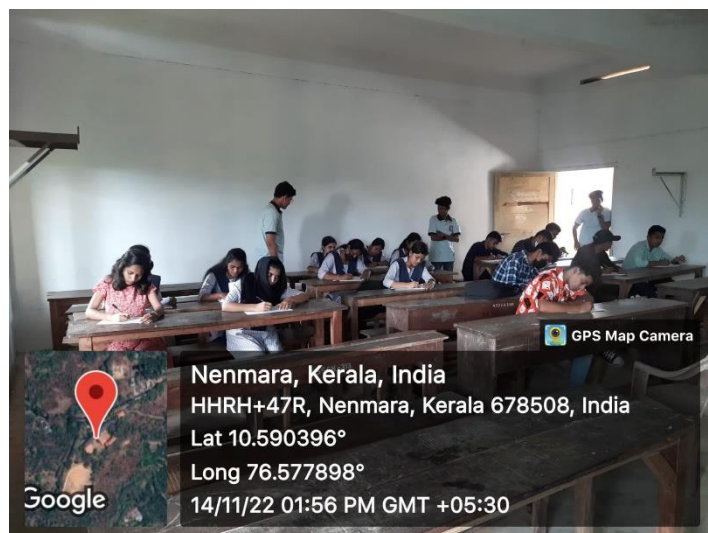 GPS Map Camera
Nenmara, Kerala, India
HHRH+47R, Nenmara, Kerala 678508, India
Lat 10.590396°
Long 76.577898°
14/11/22 01:56 PM GMT +05:30
Google